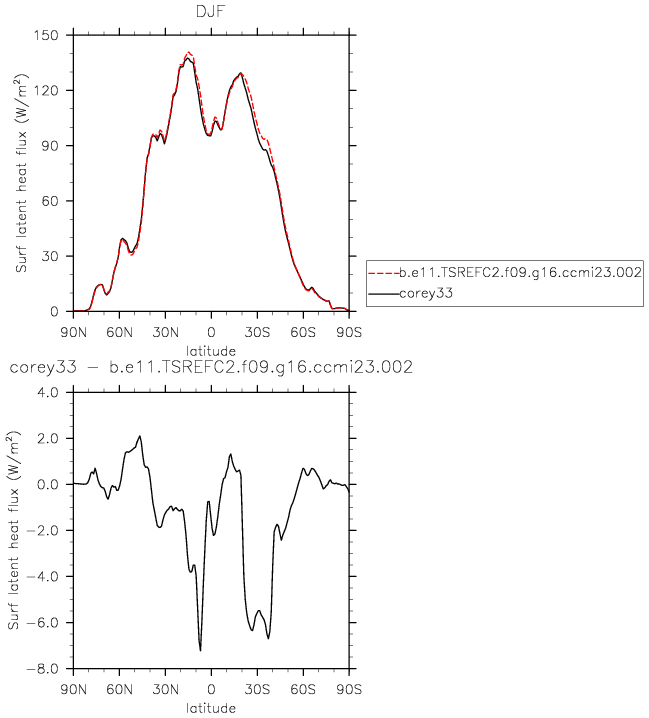 DJF
Surf latent heat flux (W/m²)
150
120
90
60
30
0
90N 60N 30N 0 30S 60S 90S
latitude
b.e11.TSREFC2.f09.g16.ccmi23.002
corey33
corey33 − b.e11.TSREFC2.f09.g16.ccmi23.002
Surf latent heat flux (W/m²)
4.0
2.0
0.0
−2.0
−4.0
−6.0
−8.0
90N 60N 30N 0 30S 60S 90S
latitude